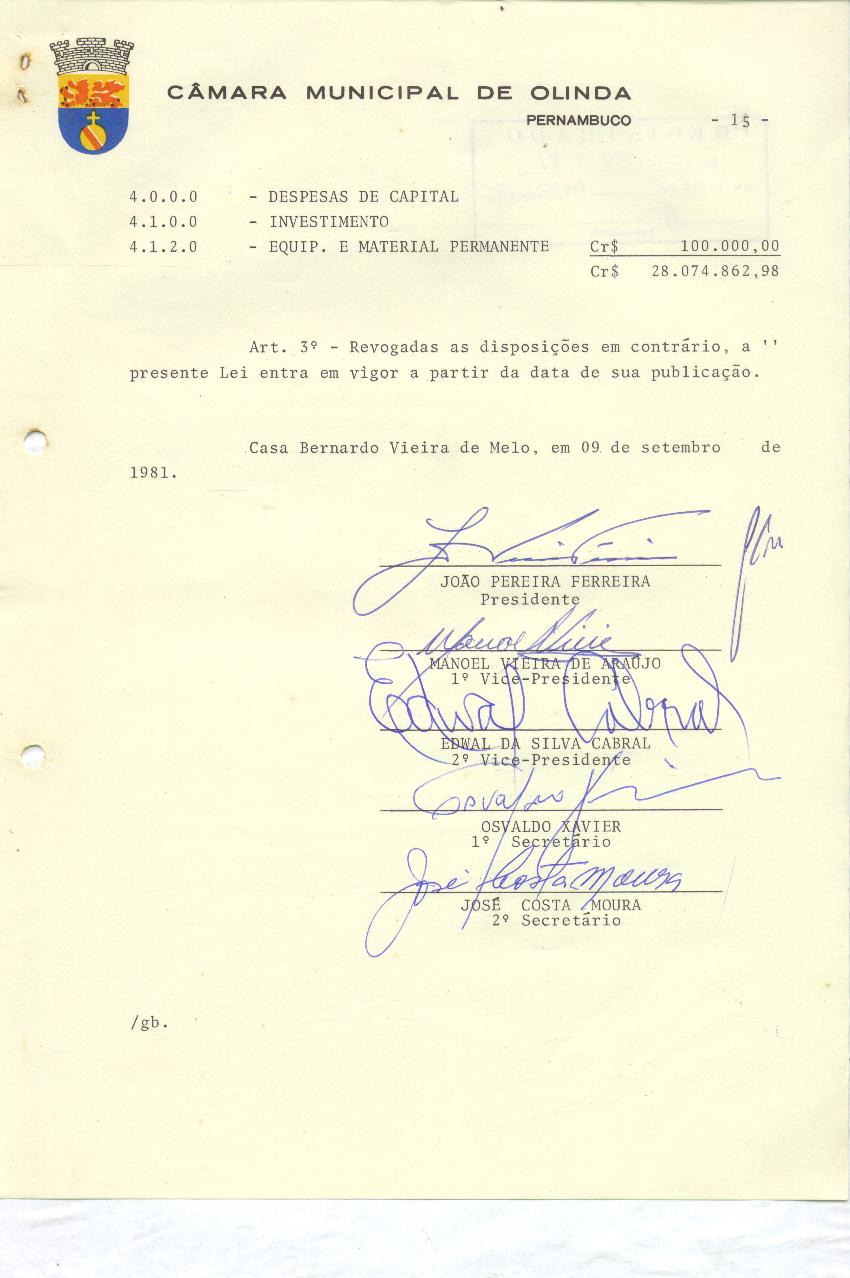 CÂMARA MUNICIPAL DE OLINDA
PERNAMBUCO - 15 -
4.0.0.0 - DESPESAS DE CAPITAL
4.1.0.0 - INVESTIMENTO
4.1.2.0 - EQUIP. E MATERIAL PERMANENTE Cr$ 100.000,00
Cr$ 28.074.862,98
Art. 3º - Revogadas as disposições em contrário, a ''
presente Lei entra em vigor a partir da data de sua publicação.
Casa Bernardo Vieira de Melo, em 09 de setembro de
1981.
JOÃO PEREIRA FERREIRA
Presidente
Manoel Vieira
MANOEL VIEIRA DE ARAÚJO
1º Vice-Presidente
Edwal Cabral
EDWAL DA SILVA CABRAL
2º Vice-Presidente
Osvaldo
OSVALDO XAVIER
1º Secretário
José Costa Moura
JOSÉ COSTA MOURA
2º Secretário
/gb.